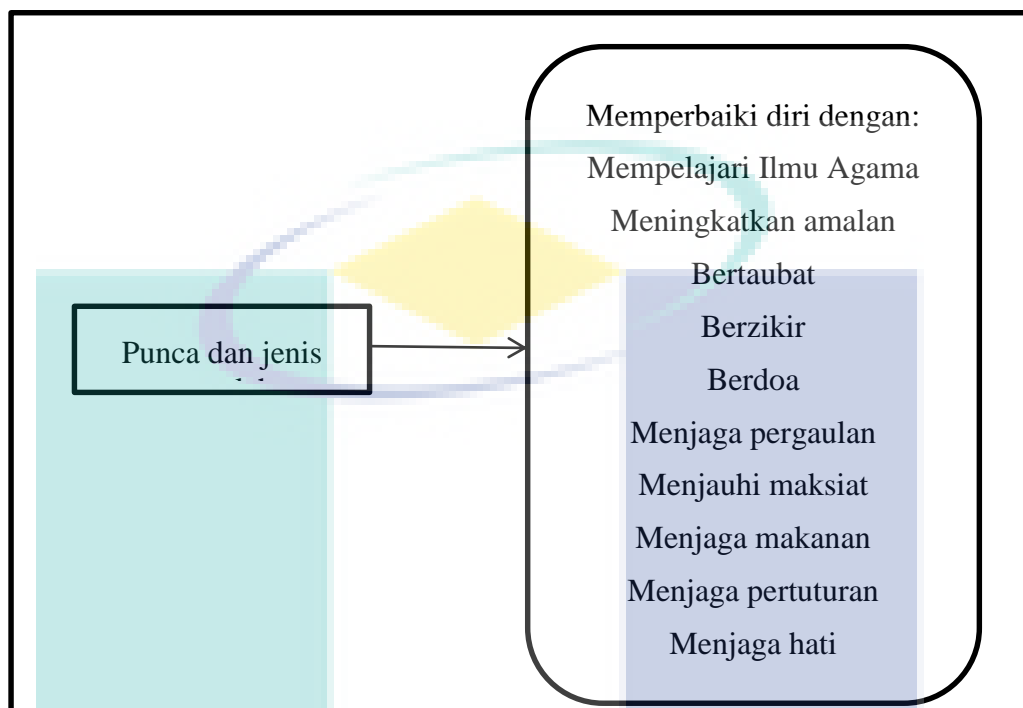 Punca dan jenis
Memperbaiki diri dengan:
Mempelajari Ilmu Agama
Meningkatkan amalan
Bertaubat
Berzikir
Berdoa
Menjaga pergaulan
Menjauhi maksiat
Menjaga makanan
Menjaga pertuturan
Menjaga hati